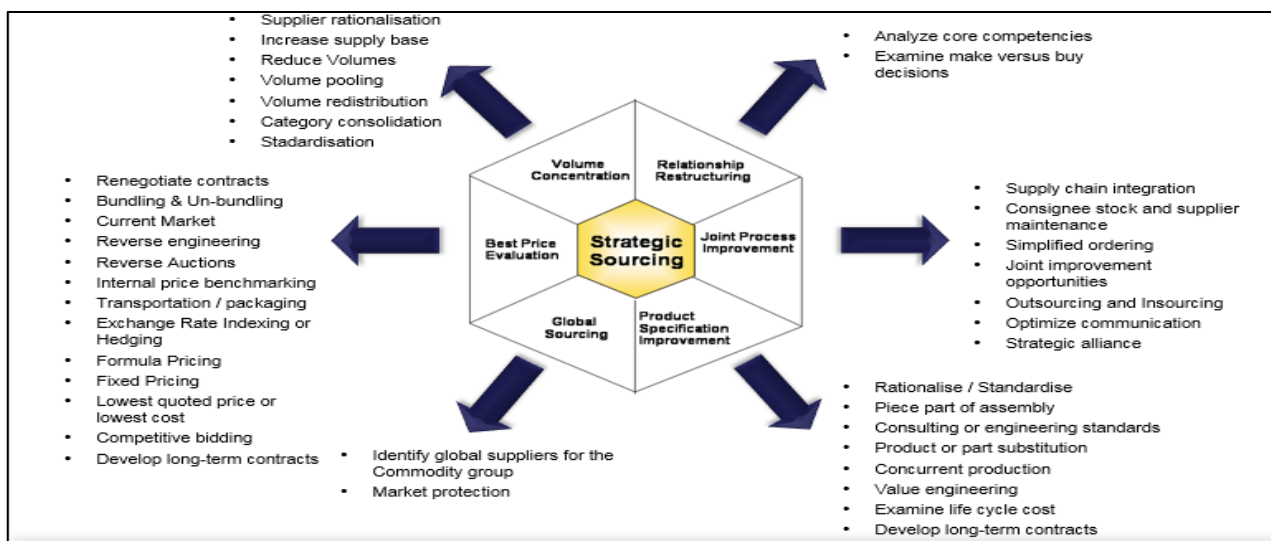 Supplier rationalisation
Increase supply base
Reduce Volumes
Volume pooling
Volume redistribution
Category consolidation
Stadardisation
Analyze core competencies
Examine make versus buy
decisions
Volume
Concentration
Relationship
Restructuring
Best Price
Evaluation
Strategic
Sourcing
Joint Process
Improvement
Global
Sourcing
Product
Specification
Improvement
Renegotiate contracts
Bundling & Un-bundling
Current Market
Reverse engineering
Reverse Auctions
Internal price benchmarking
Transportation / packaging
Exchange Rate Indexing or
Hedging
Formula Pricing
Fixed Pricing
Lowest quoted price or
lowest cost
Competitive bidding
Develop long-term contracts
Supply chain integration
Consignee stock and supplier
maintenance
Simplified ordering
Joint improvement
opportunities
Outsourcing and Insourcing
Optimize communication
Strategic alliance
Identify global suppliers for the
Commodity group
Market protection
Rationalise / Standardise
Piece part of assembly
Consulting or engineering standards
Product or part substitution
Concurrent production
Value engineering
Examine life cycle cost
Develop long-term contracts